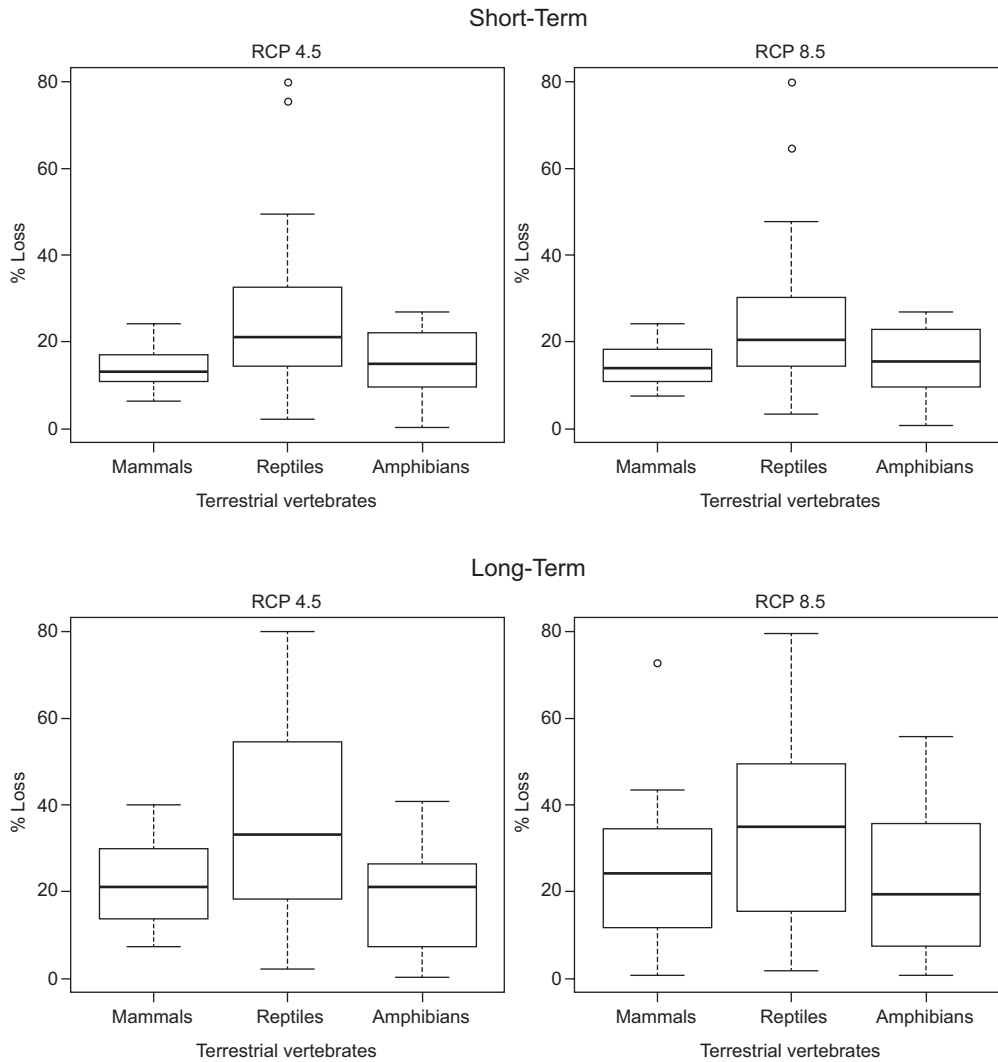 Short-Term
RCP 4.5
RCP 8.5
80
60
40
20
0
% Loss
Mammals Reptiles Amphibians
Terrestrial vertebrates
80
60
40
20
0
% Loss
Mammals Reptiles Amphibians
Terrestrial vertebrates
Long-Term
RCP 4.5
RCP 8.5
80
60
40
20
0
% Loss
Mammals Reptiles Amphibians
Terrestrial vertebrates
80
60
40
20
0
% Loss
Mammals Reptiles Amphibians
Terrestrial vertebrates